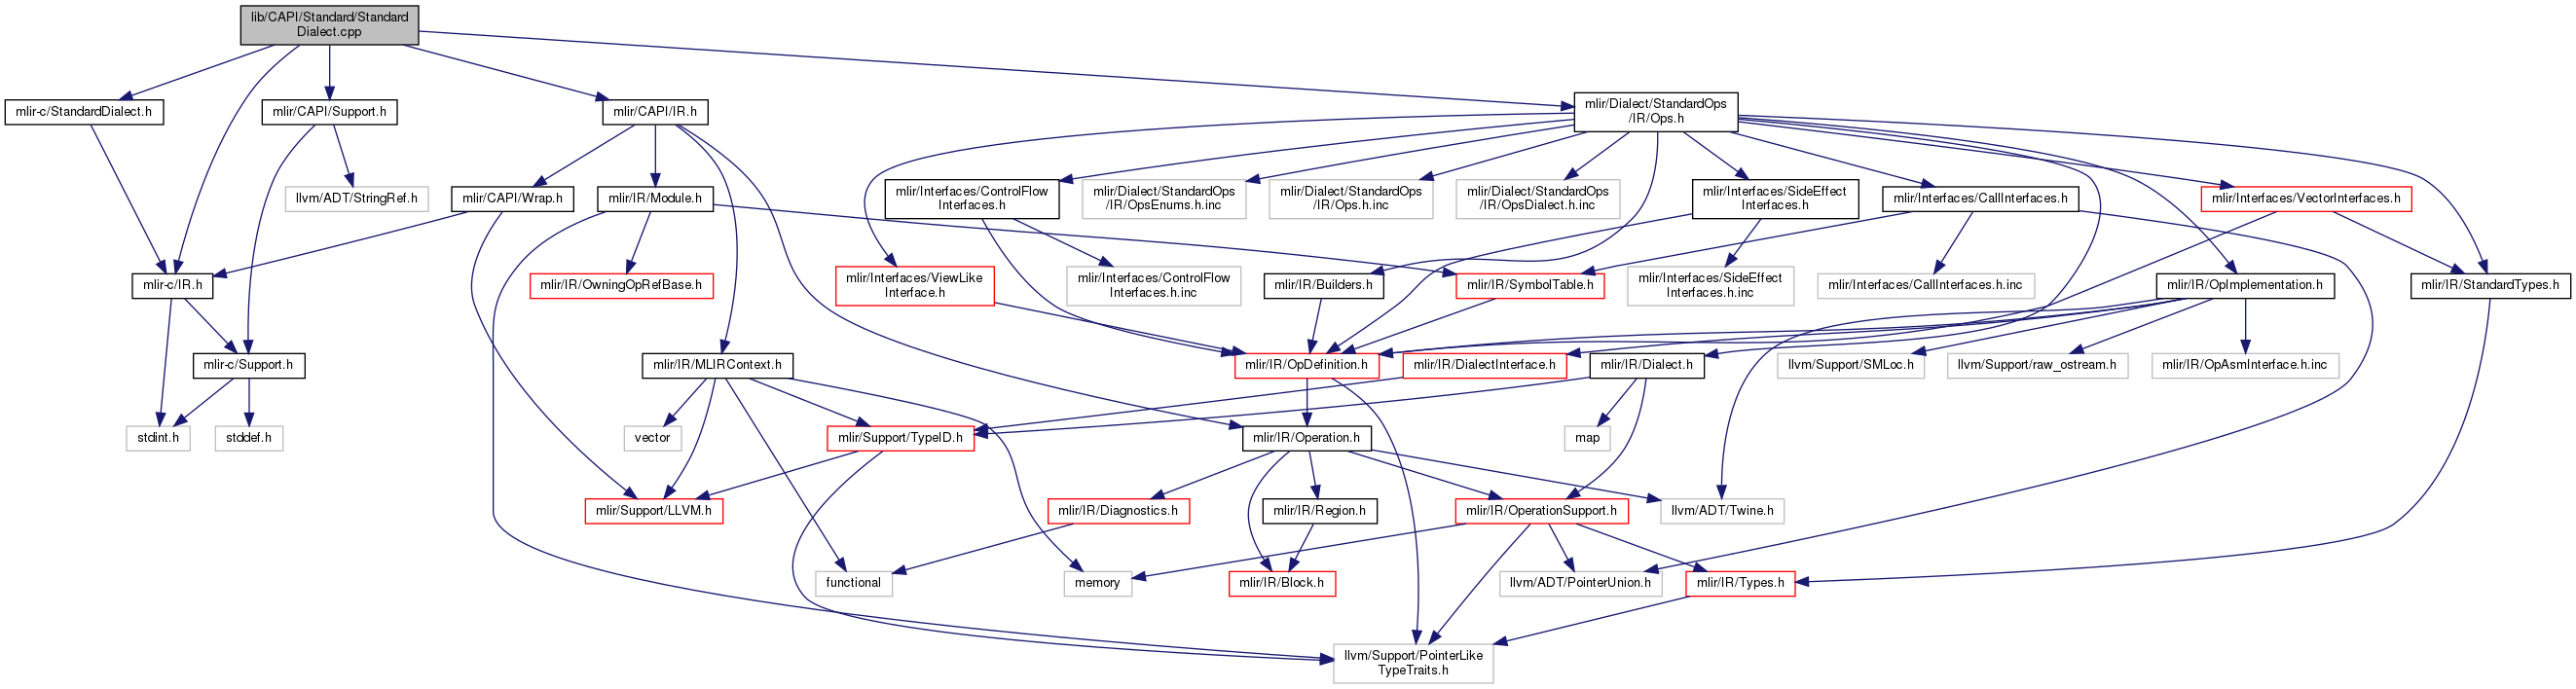 lib/CAPI/Standard/Standard
Dialect.cpp
mlir-c/StandardDialect.h
mlir/CAPI/Support.h
mlir/CAPI/IR.h
mlir/Dialect/StandardOps
/IR/Ops.h
llvm/ADT/StringRef.h
mlir/CAPI/Wrap.h
mlir/IR/Module.h
mlir/Interfaces/ControlFlow
Interfaces.h
mlir/Dialect/StandardOps
/IR/OpsEnums.h.inc
mlir/Dialect/StandardOps
/IR/Ops.h.inc
mlir/Dialect/StandardOps
/IR/OpsDialect.h.inc
mlir/Interfaces/SideEffect
Interfaces.h
mlir/Interfaces/CallInterfaces.h
mlir/Interfaces/VectorInterfaces.h
mlir-c/IR.h
mlir/IR/OwningOpRefBase.h
mlir/Interfaces/ViewLike
Interface.h
mlir/Interfaces/ControlFlow
Interfaces.h.inc
mlir/IR/Builders.h
mlir/IR/SymbolTable.h
mlir/Interfaces/SideEffect
Interfaces.h.inc
mlir/Interfaces/CallInterfaces.h.inc
mlir/IR/OpImplementation.h
mlir/IR/StandardTypes.h
mlir-c/Support.h
mlir/IR/MLIRContext.h
mlir/IR/OpDefinition.h
mlir/IR/DialectInterface.h
mlir/IR/Dialect.h
llvm/Support/SMLoc.h
llvm/Support/raw_ostream.h
mlir/IR/OpAsmInterface.h.inc
stdint.h
stddef.h
vector
mlir/Support/TypeID.h
mlir/IR/Operation.h
map
mlir/Support/LLVM.h
mlir/IR/Diagnostics.h
mlir/IR/Region.h
mlir/IR/OperationSupport.h
llvm/ADT/Twine.h
functional
memory
mlir/IR/Block.h
llvm/ADT/PointerUnion.h
mlir/IR/Types.h
llvm/Support/PointerLike
TypeTraits.h